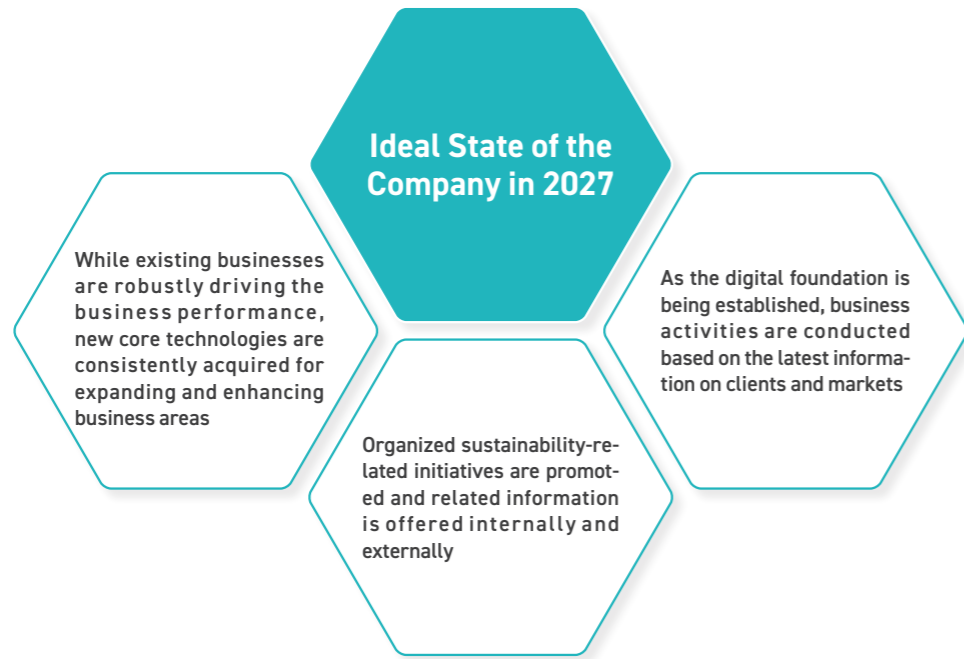 Ideal State of the
Company in 2027
While existing businesses
are robustly driving the
business performance,
new core technologies are
consistently acquired for
expanding and enhancing
business areas
Organized sustainability-re-
lated initiatives are promot-
ed and related information
is offered internally and
externally
As the digital foundation is
being established, business
activities are conducted
based on the latest informa-
tion on clients and markets